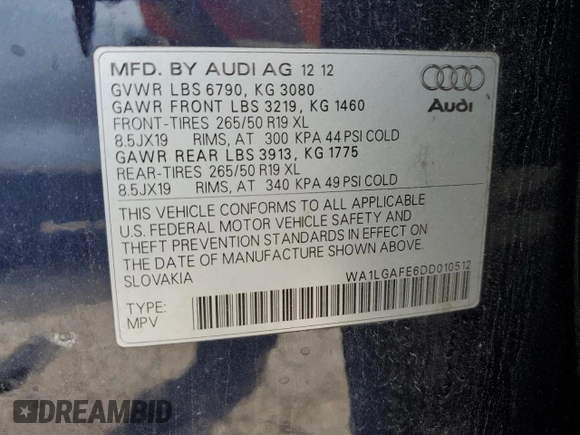 MFD. BY AUDI AG 12 12
GVWR LBS 6790, KG 3080
GAWR FRONT LBS 3219, KG 1460
FRONT-TIRES 265/50 R19 XL
8.5JX19 RIMS, AT 300 KPA 44 PSI COLD
GAWR REAR LBS 3913, KG 1775
REAR-TIRES 265/50 R19 XL
8.5JX19 RIMS, AT 340 KPA 49 PSI COLD
Audi
THIS VEHICLE CONFORMS TO ALL APPLICABLE
U.S. FEDERAL MOTOR VEHICLE SAFETY AND
THEFT PREVENTION STANDARDS IN EFFECT ON
THE DATE OF MANUFACTURE SHOWN ABOVE.
SLOVAKIA
WA1LGAFE6DD010512
TYPE:
MPV
DREAMBID